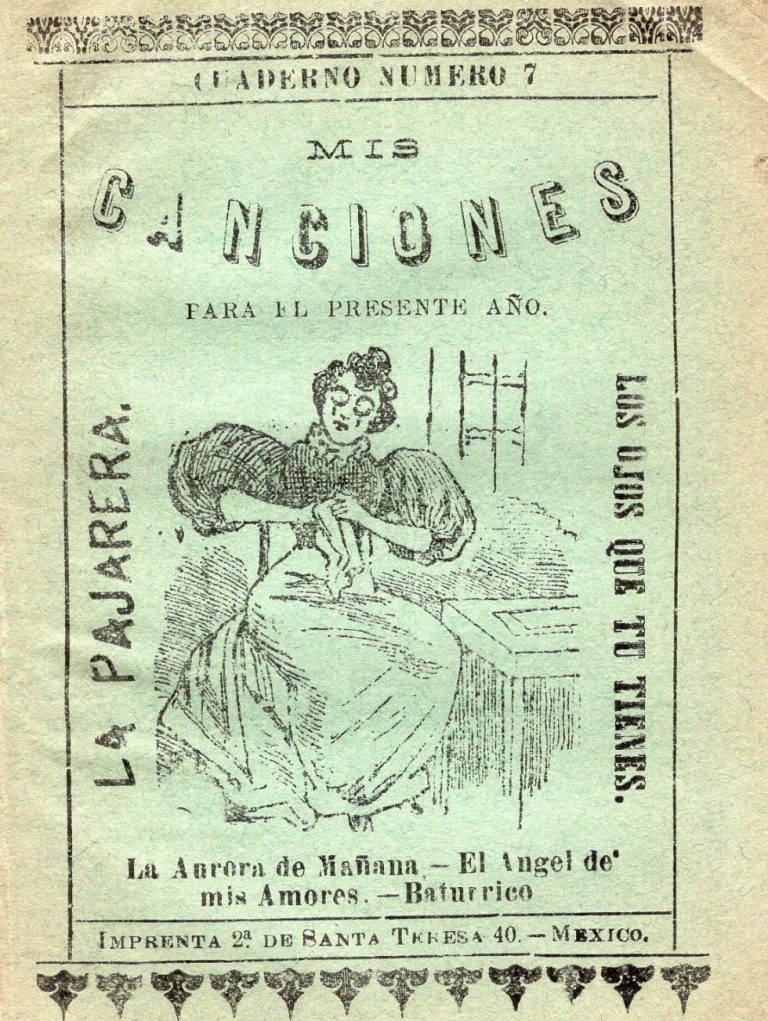 CUADERNO NUMERO 7
MIS
CANCIONES
PARA EL PRESENTE AÑO.
LA PAJARERA.
LOS OJOS QUE TU TIENES.
La Aurora de Mañana.—El Angel de
mis Amores.—Baturrico
IMPRENTA 2ª DE SANTA TERESA 40.—MEXICO.